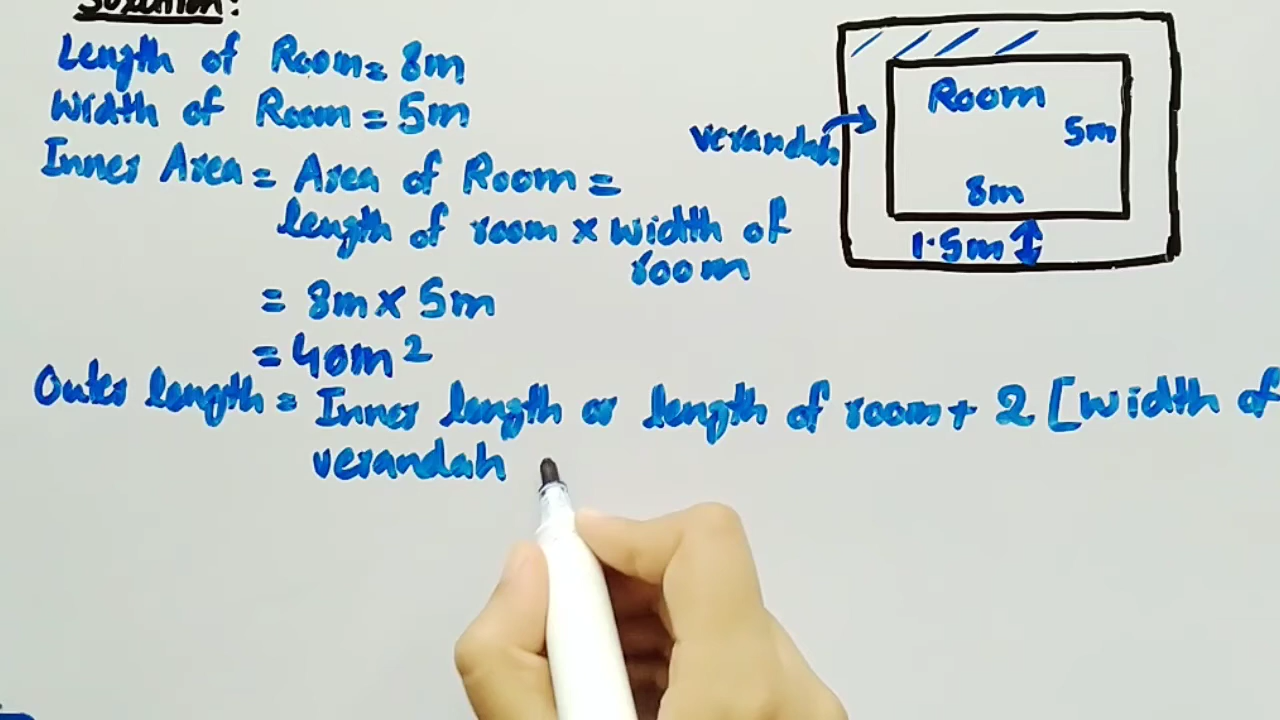 Solution:
Length of Room = 8m
Width of Room = 5m
Inner Area = Area of Room =
length of room × width of
room
= 8m × 5m
= 40m²
Outer length = Inner length or length of room + 2 [width of
verandah
Room
verandah
5m
8m
1.5m